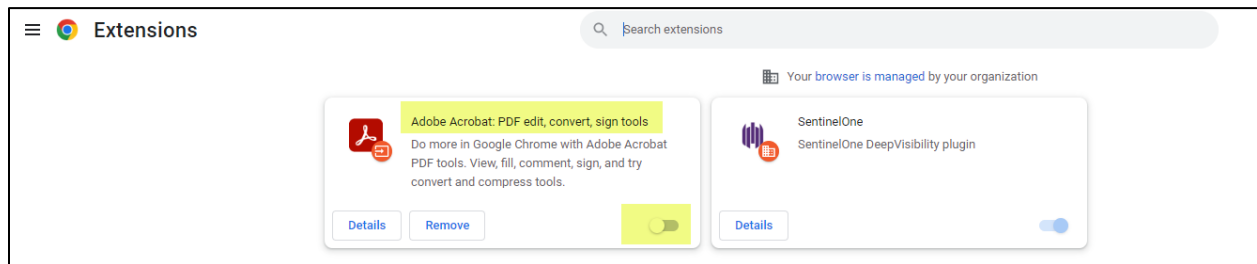 Extensions
Search extensions
Your browser is managed by your organization
Adobe Acrobat: PDF edit, convert, sign tools
Do more in Google Chrome with Adobe Acrobat
PDF tools. View, fill, comment, sign, and try
convert and compress tools.
Details Remove
SentinelOne
SentinelOne DeepVisibility plugin
Details